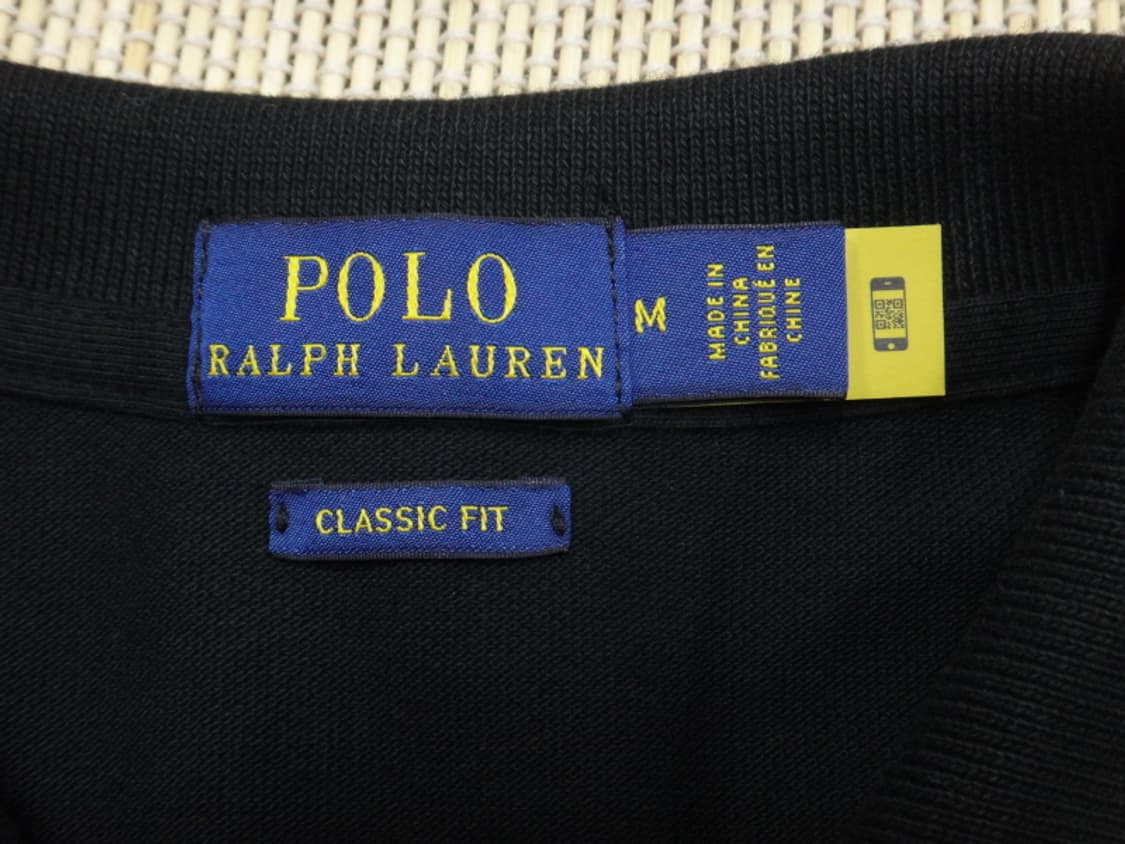 POLO
RALPH LAUREN
M
MADE IN
CHINA
FABRIQUÉ EN
CHINE
CLASSIC FIT